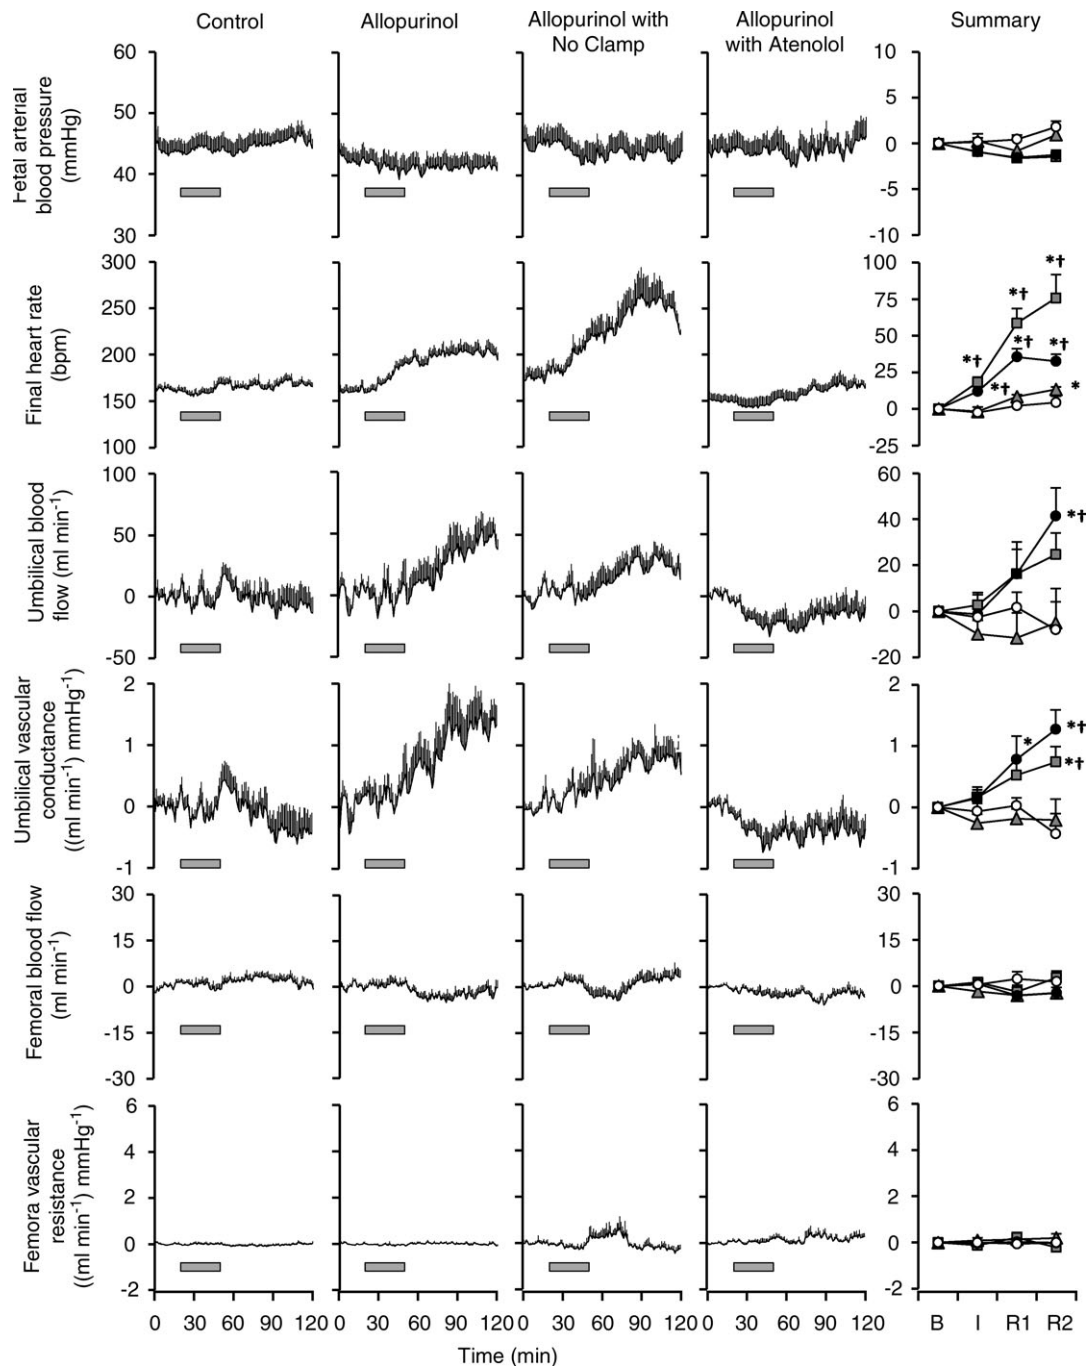 Control
Allopurinol
Allopurinol with
No Clamp
Allopurinol
with Atenolol
Summary
Fetal arterial
blood pressure
(mmHg)
60
50
40
30
10
5
0
-5
-10
Final heart rate
(bpm)
300
250
200
150
100
100
75
50
25
0
-25
*†
*†
*†
*†
*†
*†
*
Umbilical blood
flow (ml min⁻¹)
100
50
0
-50
60
40
20
0
-20
*†
Umbilical vascular
conductance
((ml min⁻¹) mmHg⁻¹)
2
1
0
-1
2
1
0
-1
*
*†
*†
Femoral blood flow
(ml min⁻¹)
30
15
0
-15
-30
30
15
0
-15
-30
Femora vascular
resistance
((ml min⁻¹) mmHg⁻¹)
6
4
2
0
-2
6
4
2
0
-2
0 30 60 90 120 0 30 60 90 120 0 30 60 90 120 0 30 60 90 120 B I R1 R2
Time (min)